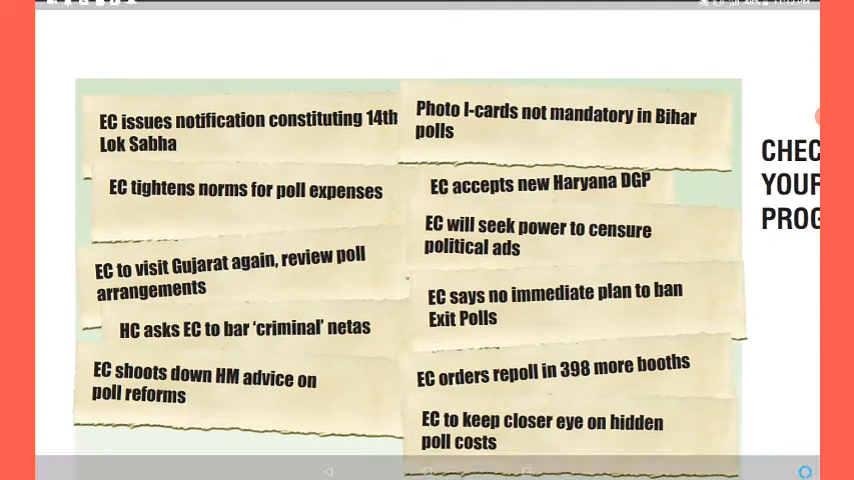 EC issues notification constituting 14th
Lok Sabha
EC tightens norms for poll expenses
EC to visit Gujarat again, review poll
arrangements
HC asks EC to bar ‘criminal’ netas
EC shoots down HM advice on
poll reforms
Photo I-cards not mandatory in Bihar
polls
EC accepts new Haryana DGP
EC will seek power to censure
political ads
EC says no immediate plan to ban
Exit Polls
EC orders repoll in 398 more booths
EC to keep closer eye on hidden
poll costs
CHEC
YOUR
PROG